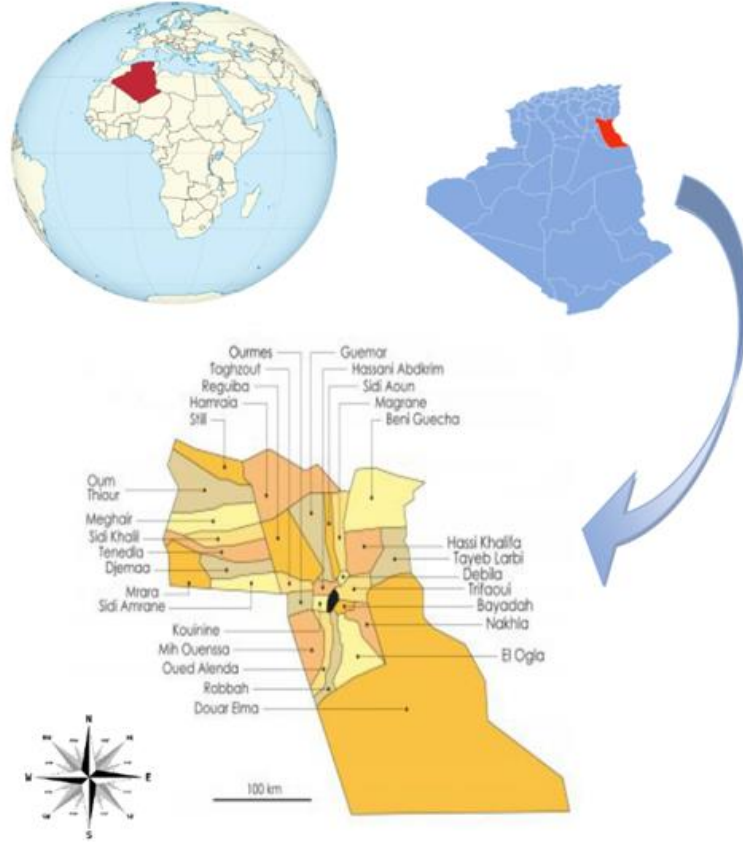 Ourmes
Taghzout
Reguiba
Hamraia
Still
Guemar
Hassani Abdkrim
Sidi Aoun
Magrane
Beni Guecha
Oum
Thiour
Meghair
Sidi Khalil
Tenedla
Djemaa
Mrara
Sidi Amrane
Hassi Khalifa
Tayeb Larbi
Debila
Trifaoui
Bayadah
Nakhla
El Ogla
Kouinine
Mih Ouenssa
Oued Alenda
Robbah
Douar Elma
100 km
N
W
E
S